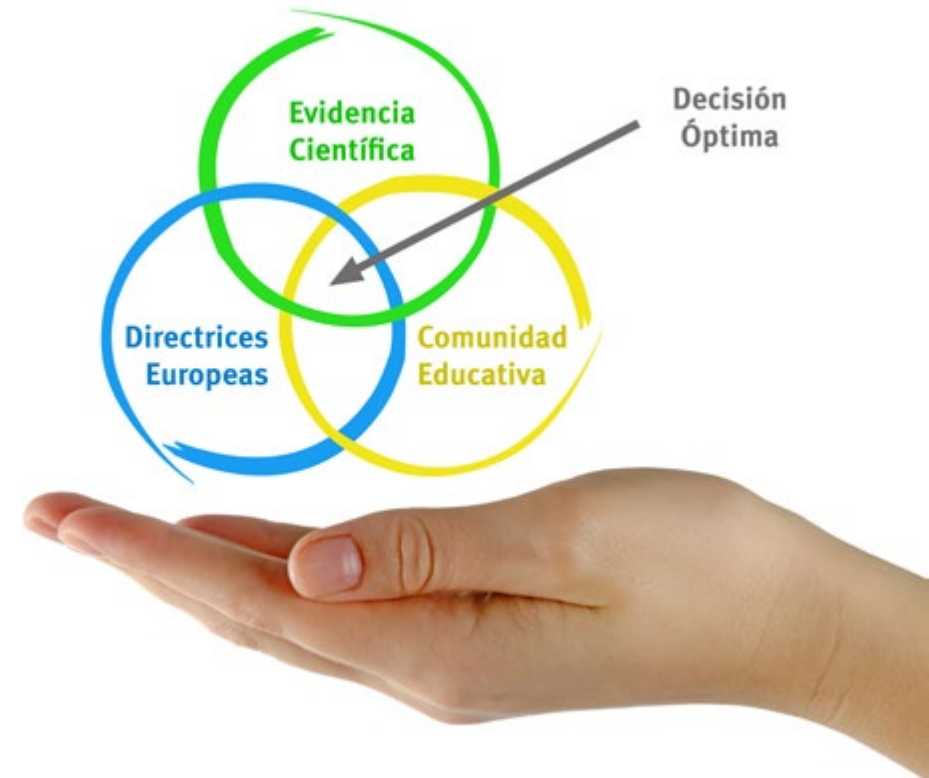 Evidencia
Científica
Decisión
Óptima
Directrices
Europeas
Comunidad
Educativa